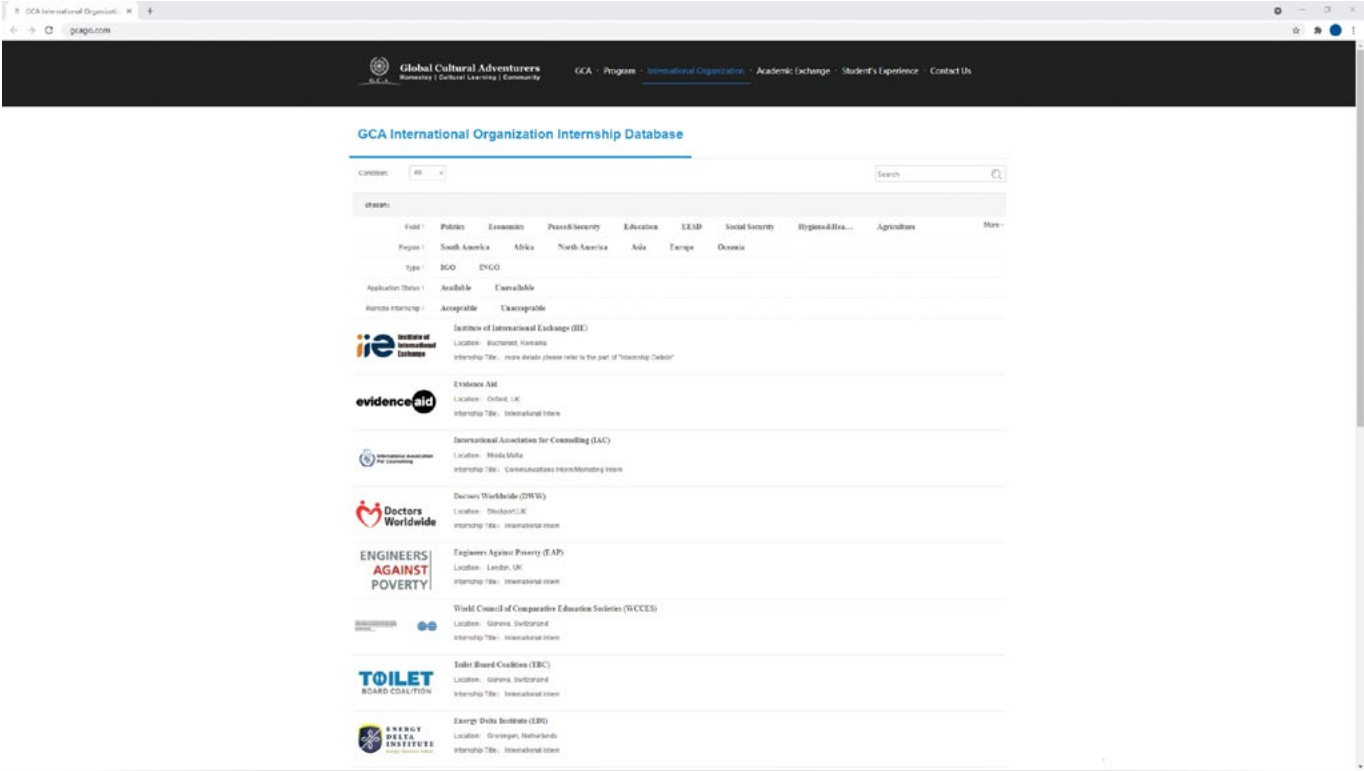 GCA International Organizati...
gcago.com
G.C.A.
Global Cultural Adventurers
Homestay | Cultural Learning | Community
GCA · Program · International Organization · Academic Exchange · Student's Experience · Contact Us
GCA International Organization Internship Database
Condition: All
Search
chosen:
Field : Politics Economics Peace&Security Education EESD Social Security Hygiene&Hea... Agriculture More
Region : South America Africa North America Asia Europe Oceania
Type : IGO INGO
Application Status : Available Unavailable
Remote Internship : Acceptable Unacceptable
iie Institute of International Exchange
Institute of International Exchange (IIE)
Location: Bucharest, Romania
Internship Title: more details please refer to the part of "Internship Details"
evidence aid
Evidence Aid
Location: Oxford, UK
Internship Title: International Intern
International Association For Counselling
International Association for Counselling (IAC)
Location: Msida,Malta
Internship Title: Communications Intern/Marketing Intern
Doctors Worldwide
Doctors Worldwide (DWW)
Location: Stockport,UK
Internship Title: International Intern
ENGINEERS AGAINST POVERTY
Engineers Against Poverty (EAP)
Location: London, UK
Internship Title: International Intern
World Council of Comparative Education Societies (WCCES)
Location: Geneva, Switzerland
Internship Title: International Intern
TOILET BOARD COALITION
Toilet Board Coalition (TBC)
Location: Geneva, Switzerland
Internship Title: International Intern
ENERGY DELTA INSTITUTE
Energy Delta Institute (EDI)
Location: Groningen, Netherlands
Internship Title: International Intern